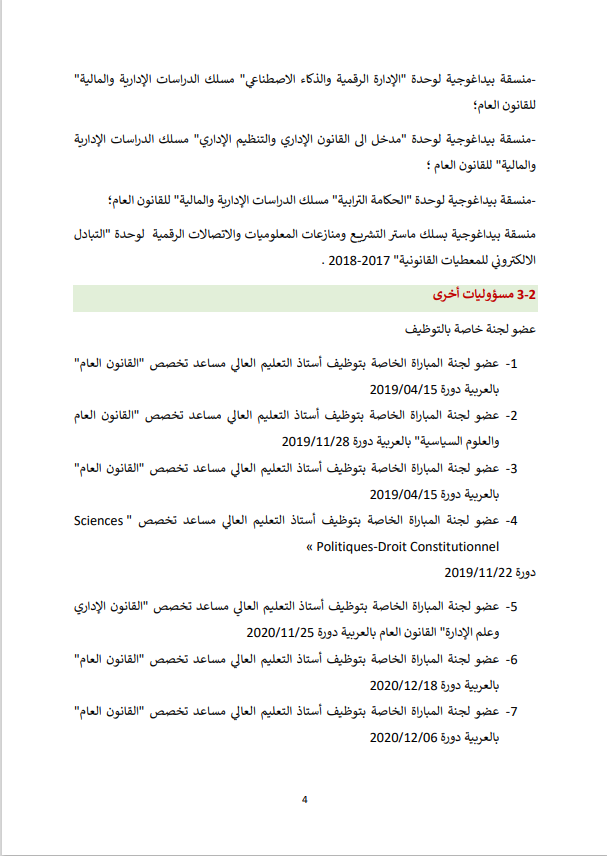 -منسقة بيداغوجية لوحدة "الإدارة الرقمية والذكاء الاصطناعي" مسلك الدراسات الإدارية والمالية"
للقانون العام؛
-منسقة بيداغوجية لوحدة "مدخل الى القانون الإداري والتنظيم الإداري" مسلك الدراسات الإدارية
والمالية" للقانون العام ؛
-منسقة بيداغوجية لوحدة "الحكامة الترابية" مسلك الدراسات الإدارية والمالية" للقانون العام؛
منسقة بيداغوجية بسلك ماستر التشريع ومنازعات المعلوميات والاتصالات الرقمية لوحدة "التبادل
الالكتروني للمعطيات القانونية" 2017-2018 .
3-2 مسؤوليات أخرى
عضو لجنة خاصة بالتوظيف
1- عضو لجنة المباراة الخاصة بتوظيف أستاذ التعليم العالي مساعد تخصص "القانون العام"
بالعربية دورة 2019/04/15
2- عضو لجنة المباراة الخاصة بتوظيف أستاذ التعليم العالي مساعد تخصص "القانون العام
والعلوم السياسية" بالعربية دورة 2019/11/28
3- عضو لجنة المباراة الخاصة بتوظيف أستاذ التعليم العالي مساعد تخصص "القانون العام"
بالعربية دورة 2019/04/15
4- عضو لجنة المباراة الخاصة بتوظيف أستاذ التعليم العالي مساعد تخصص " Sciences
Politiques-Droit Constitutionnel »
دورة 2019/11/22
5- عضو لجنة المباراة الخاصة بتوظيف أستاذ التعليم العالي مساعد تخصص "القانون الإداري
وعلم الإدارة" القانون العام بالعربية دورة 2020/11/25
6- عضو لجنة المباراة الخاصة بتوظيف أستاذ التعليم العالي مساعد تخصص "القانون العام"
بالعربية دورة 2020/12/18
7- عضو لجنة المباراة الخاصة بتوظيف أستاذ التعليم العالي مساعد تخصص "القانون العام"
بالعربية دورة 2020/12/06
4